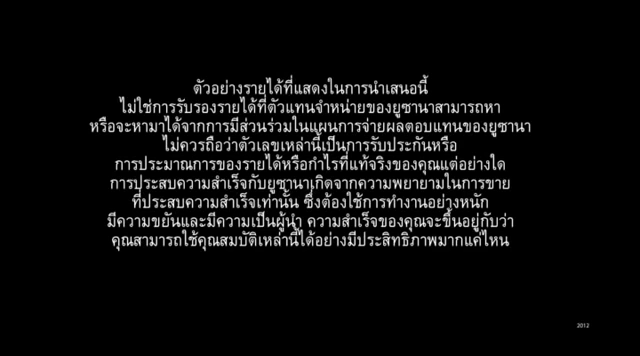 ตัวอย่างรายได้ที่แสดงในการนำเสนอนี้
ไม่ใช่การรับรองรายได้ที่ตัวแทนจำหน่ายของยูซานาสามารถหา
หรือจะหามาได้จากการมีส่วนร่วมในแผนการจ่ายผลตอบแทนของยูซานา
ไม่ควรถือว่าตัวเลขเหล่านี้เป็นการรับประกันหรือ
การประมาณการของรายได้หรือกำไรที่แท้จริงของคุณแต่อย่างใด
การประสบความสำเร็จกับยูซานาเกิดจากความพยายามในการขาย
ที่ประสบความสำเร็จเท่านั้น ซึ่งต้องใช้การทำงานอย่างหนัก
มีความขยันและมีความเป็นผู้นำ ความสำเร็จของคุณจะขึ้นอยู่กับว่า
คุณสามารถใช้คุณสมบัติเหล่านี้ได้อย่างมีประสิทธิภาพมากแค่ไหน
2012